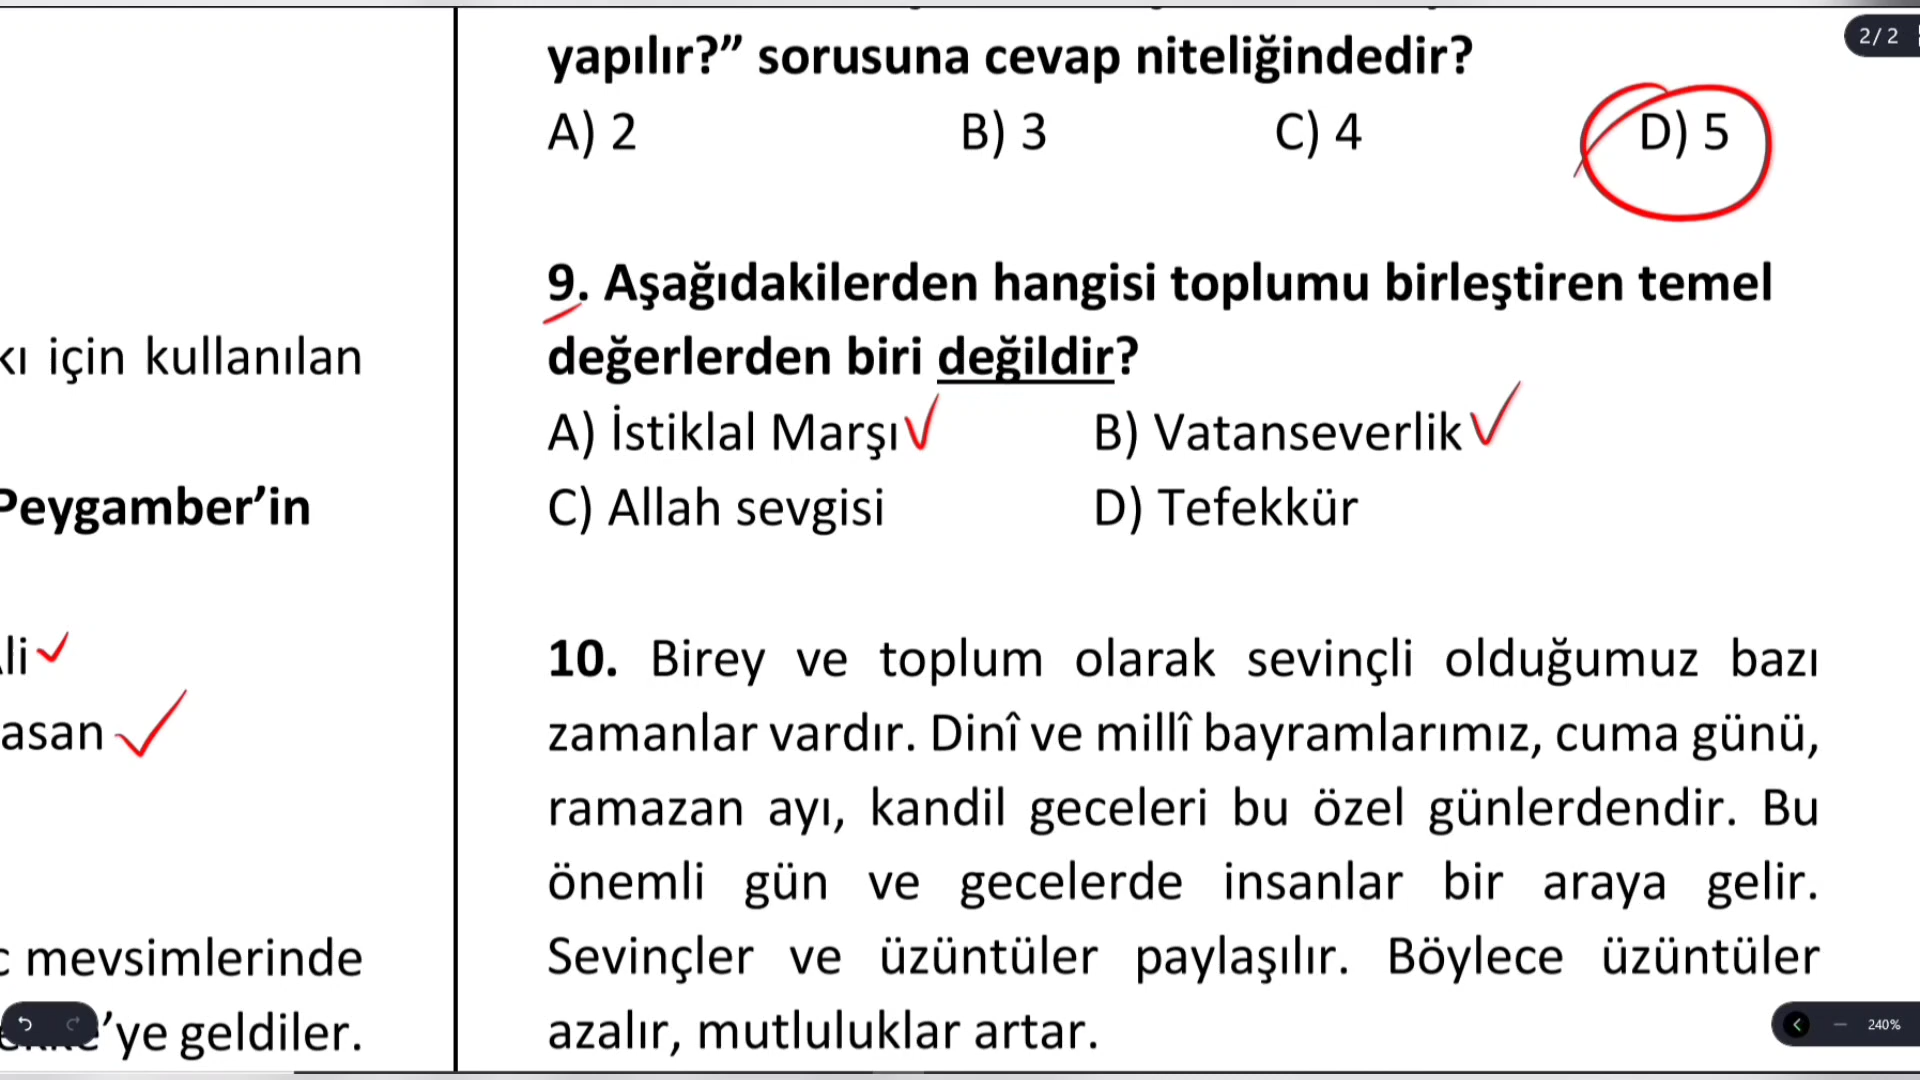 kı için kullanılan
Peygamber’in
li
asan
mevsimlerinde
’ye geldiler.
yapılır?” sorusuna cevap niteliğindedir?
A) 2 B) 3 C) 4 D) 5
9. Aşağıdakilerden hangisi toplumu birleştiren temel
değerlerden biri değildir?
A) İstiklal Marşı B) Vatanseverlik
C) Allah sevgisi D) Tefekkür
10. Birey ve toplum olarak sevinçli olduğumuz bazı
zamanlar vardır. Dinî ve millî bayramlarımız, cuma günü,
ramazan ayı, kandil geceleri bu özel günlerdendir. Bu
önemli gün ve gecelerde insanlar bir araya gelir.
Sevinçler ve üzüntüler paylaşılır. Böylece üzüntüler
azalır, mutluluklar artar.
2/2
240%